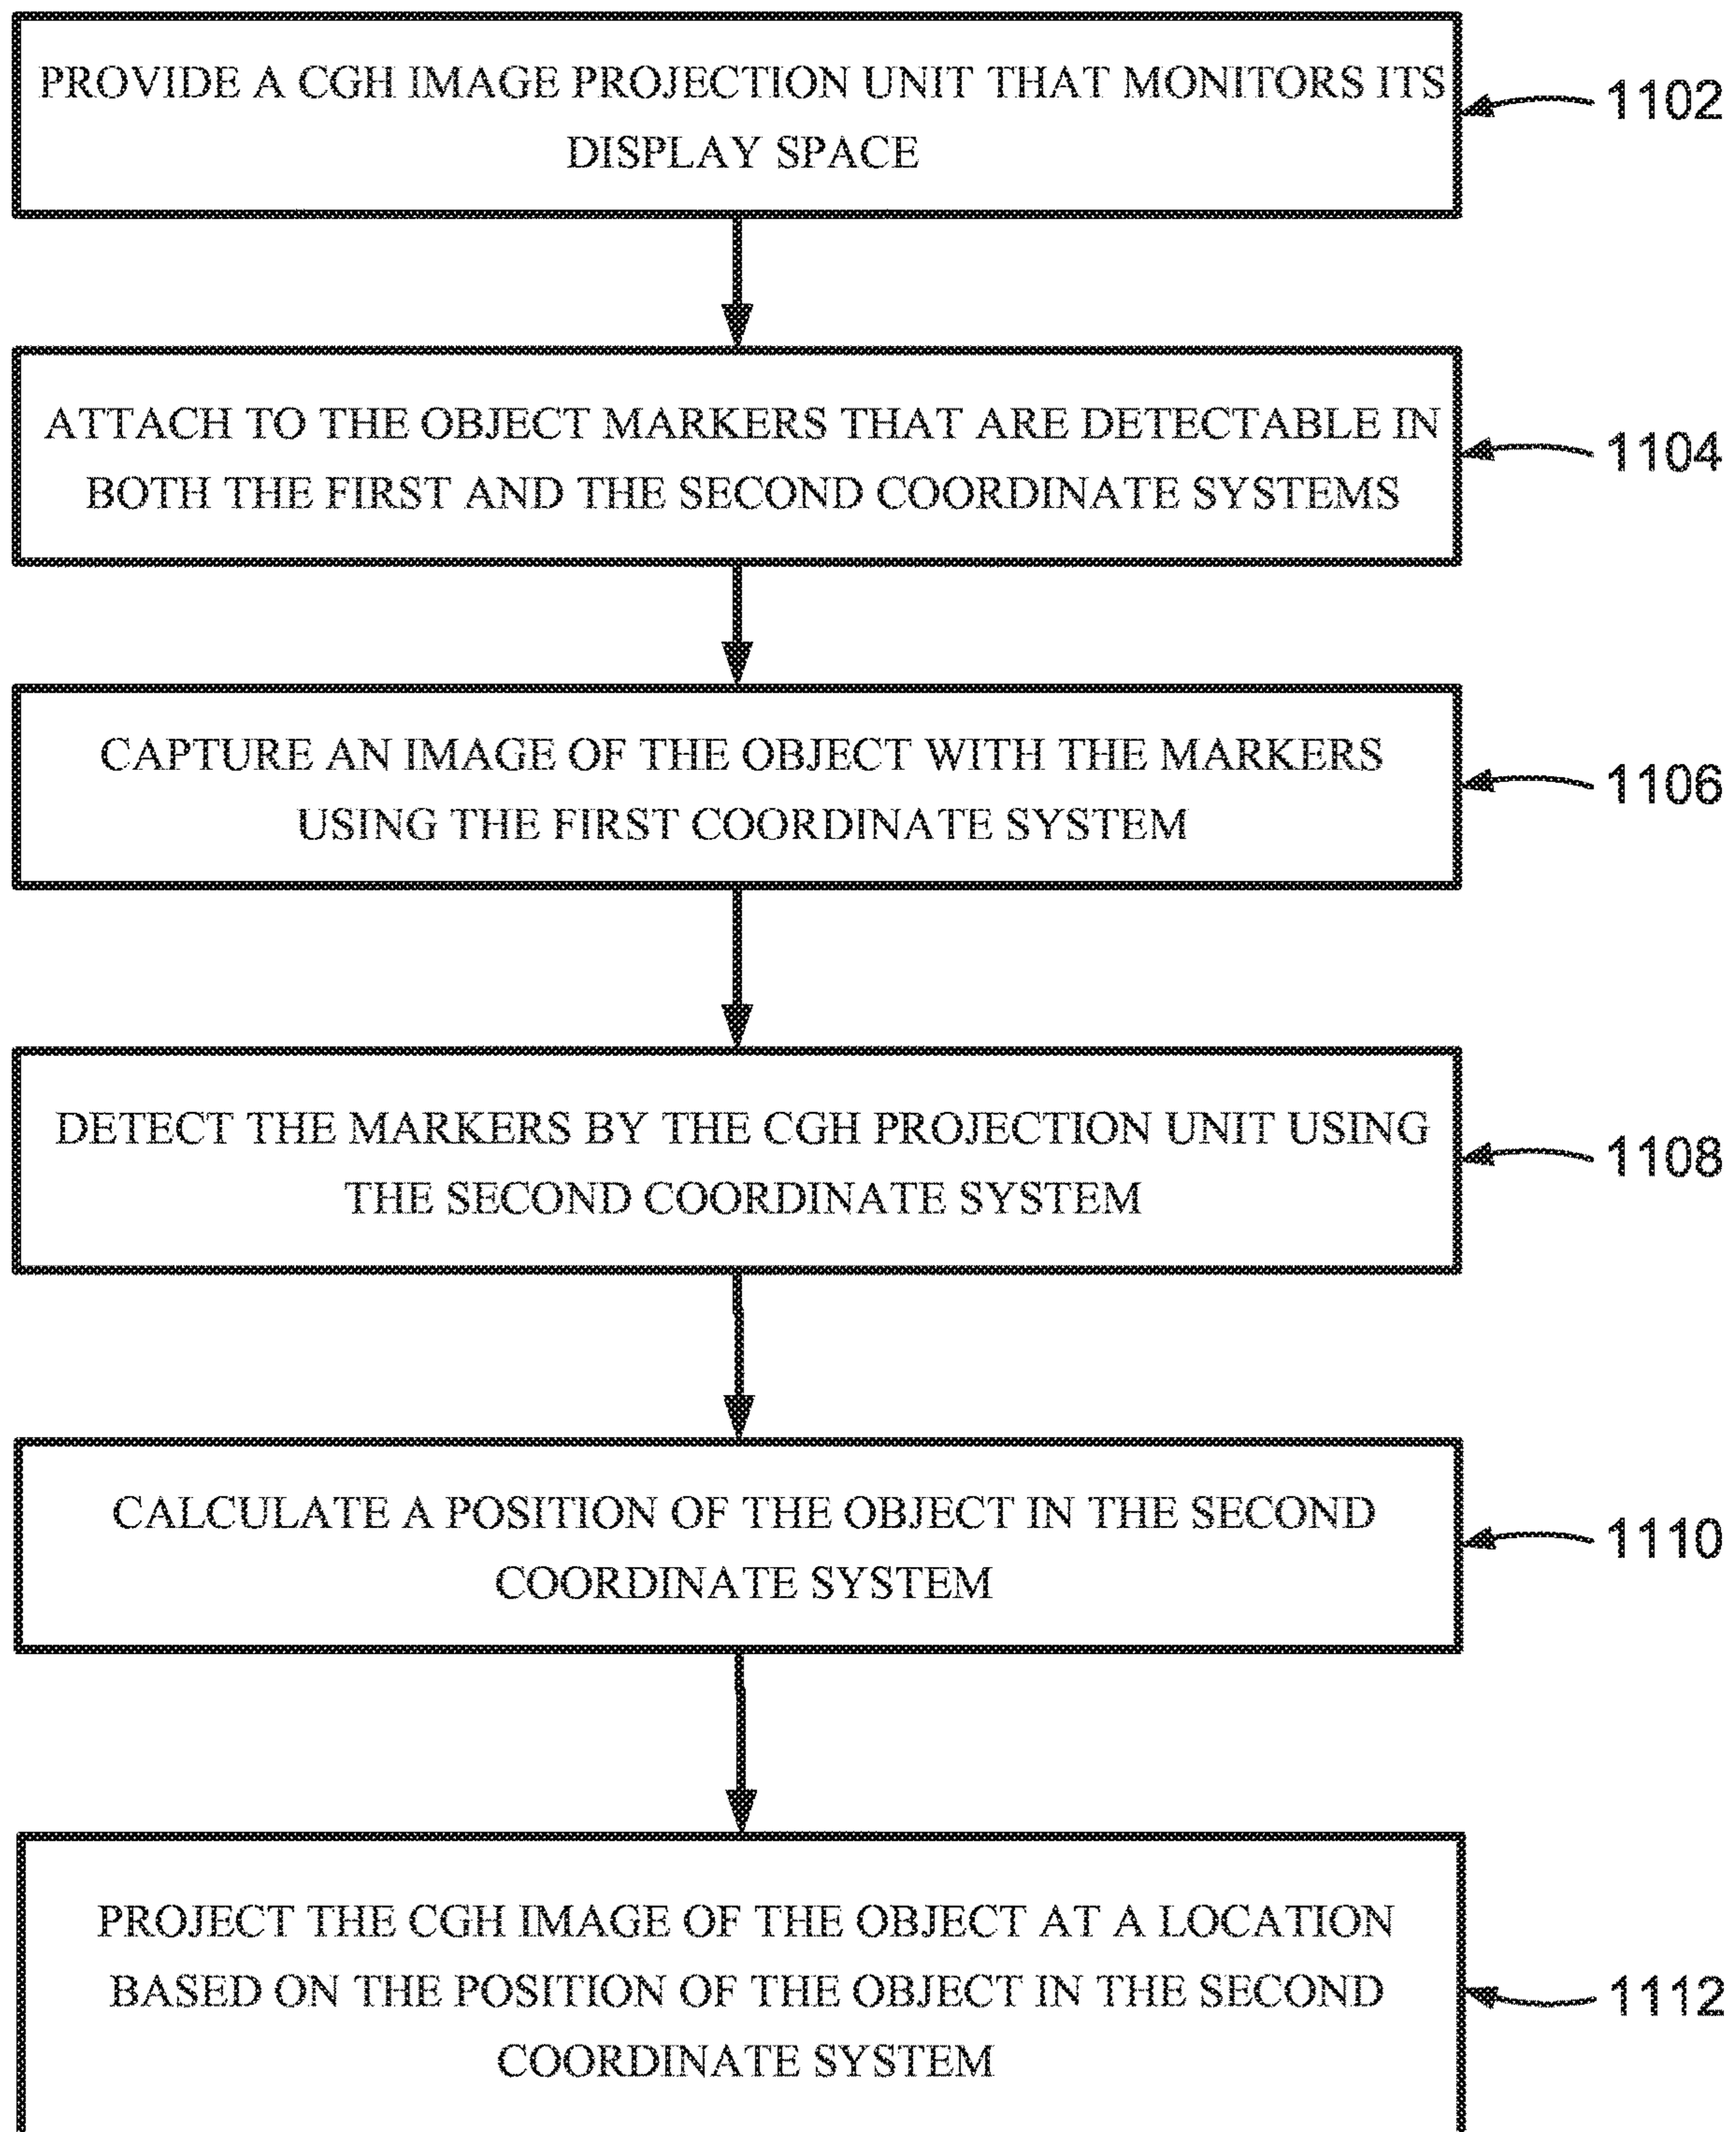 PROVIDE A CGH IMAGE PROJECTION UNIT THAT MONITORS ITS
DISPLAY SPACE
1102
ATTACH TO THE OBJECT MARKERS THAT ARE DETECTABLE IN
BOTH THE FIRST AND THE SECOND COORDINATE SYSTEMS
1104
CAPTURE AN IMAGE OF THE OBJECT WITH THE MARKERS
USING THE FIRST COORDINATE SYSTEM
1106
DETECT THE MARKERS BY THE CGH PROJECTION UNIT USING
THE SECOND COORDINATE SYSTEM
1108
CALCULATE A POSITION OF THE OBJECT IN THE SECOND
COORDINATE SYSTEM
1110
PROJECT THE CGH IMAGE OF THE OBJECT AT A LOCATION
BASED ON THE POSITION OF THE OBJECT IN THE SECOND
COORDINATE SYSTEM
1112